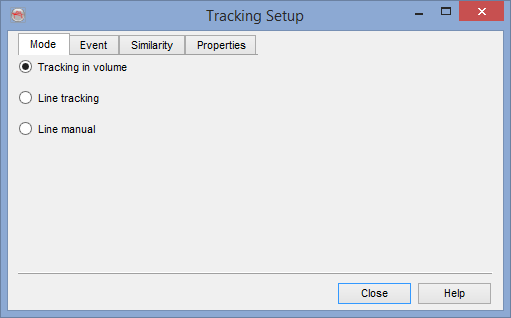 Tracking Setup
Mode Event Similarity Properties
Tracking in volume
Line tracking
Line manual
Close Help